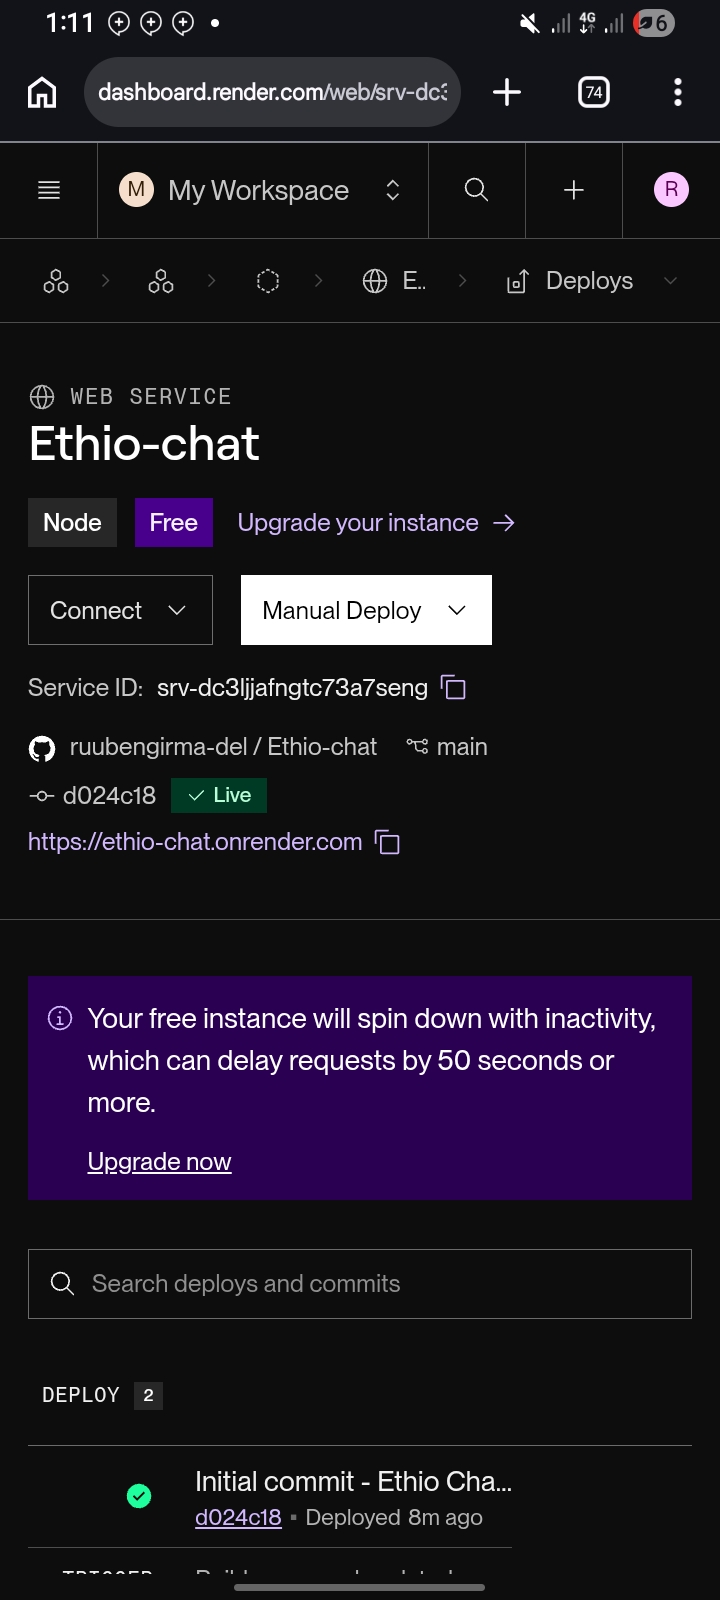 1:11
4G
6
dashboard.render.com/web/srv-dc3
74
M My Workspace
R
E.. Deploys
WEB SERVICE
Ethio-chat
Node Free Upgrade your instance →
Connect Manual Deploy
Service ID: srv-dc3ljjafngtc73a7seng
ruubengirma-del / Ethio-chat main
d024c18 Live
https://ethio-chat.onrender.com
Your free instance will spin down with inactivity,
which can delay requests by 50 seconds or
more.
Upgrade now
Search deploys and commits
DEPLOY 2
Initial commit - Ethio Cha...
d024c18 ▪ Deployed 8m ago
TRIGGER